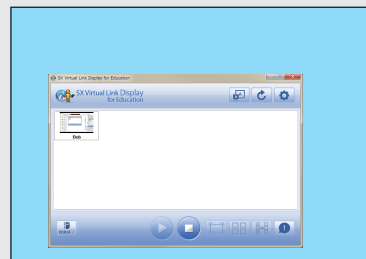 SX Virtual Link Display for Education
SX Virtual Link Display
for Education
Bob